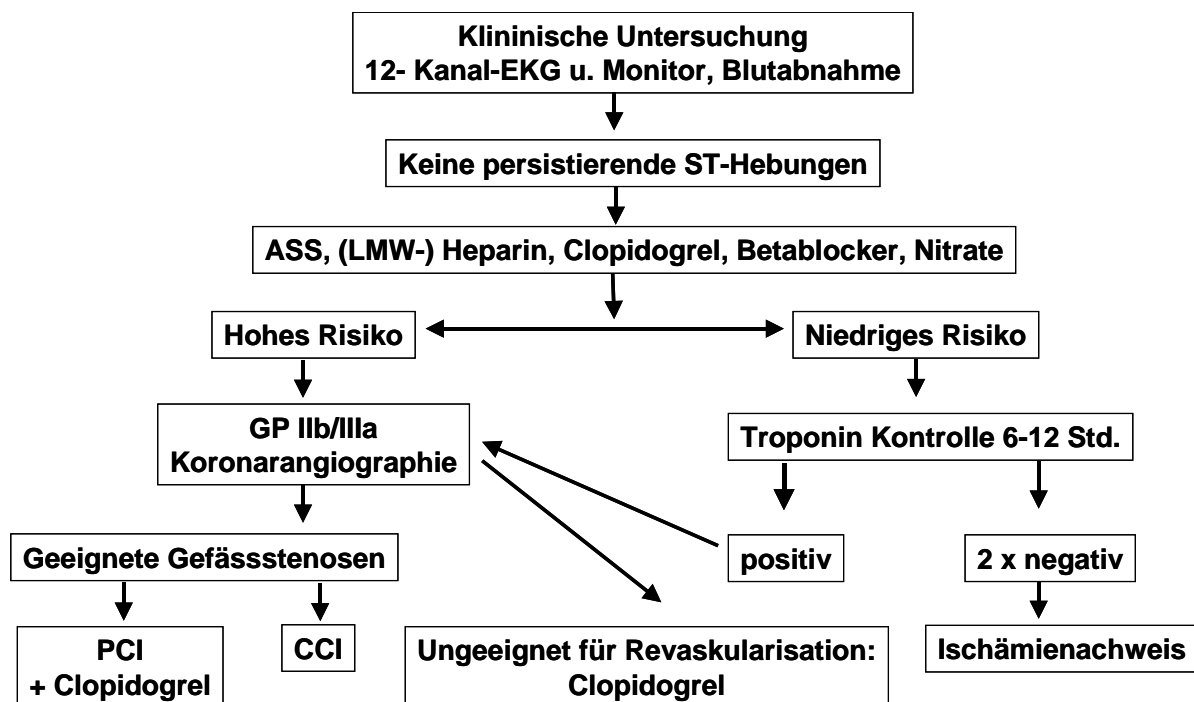 Klininische Untersuchung
12- Kanal-EKG u. Monitor, Blutabnahme
Keine persistierende ST-Hebungen
ASS, (LMW-) Heparin, Clopidogrel, Betablocker, Nitrate
Hohes Risiko
Niedriges Risiko
GP IIb/IIIa
Koronarangiographie
Troponin Kontrolle 6-12 Std.
Geeignete Gefässstenosen
positiv
2 x negativ
PCI
+ Clopidogrel
CCI
Ungeeignet für Revaskularisation:
Clopidogrel
Ischämienachweis